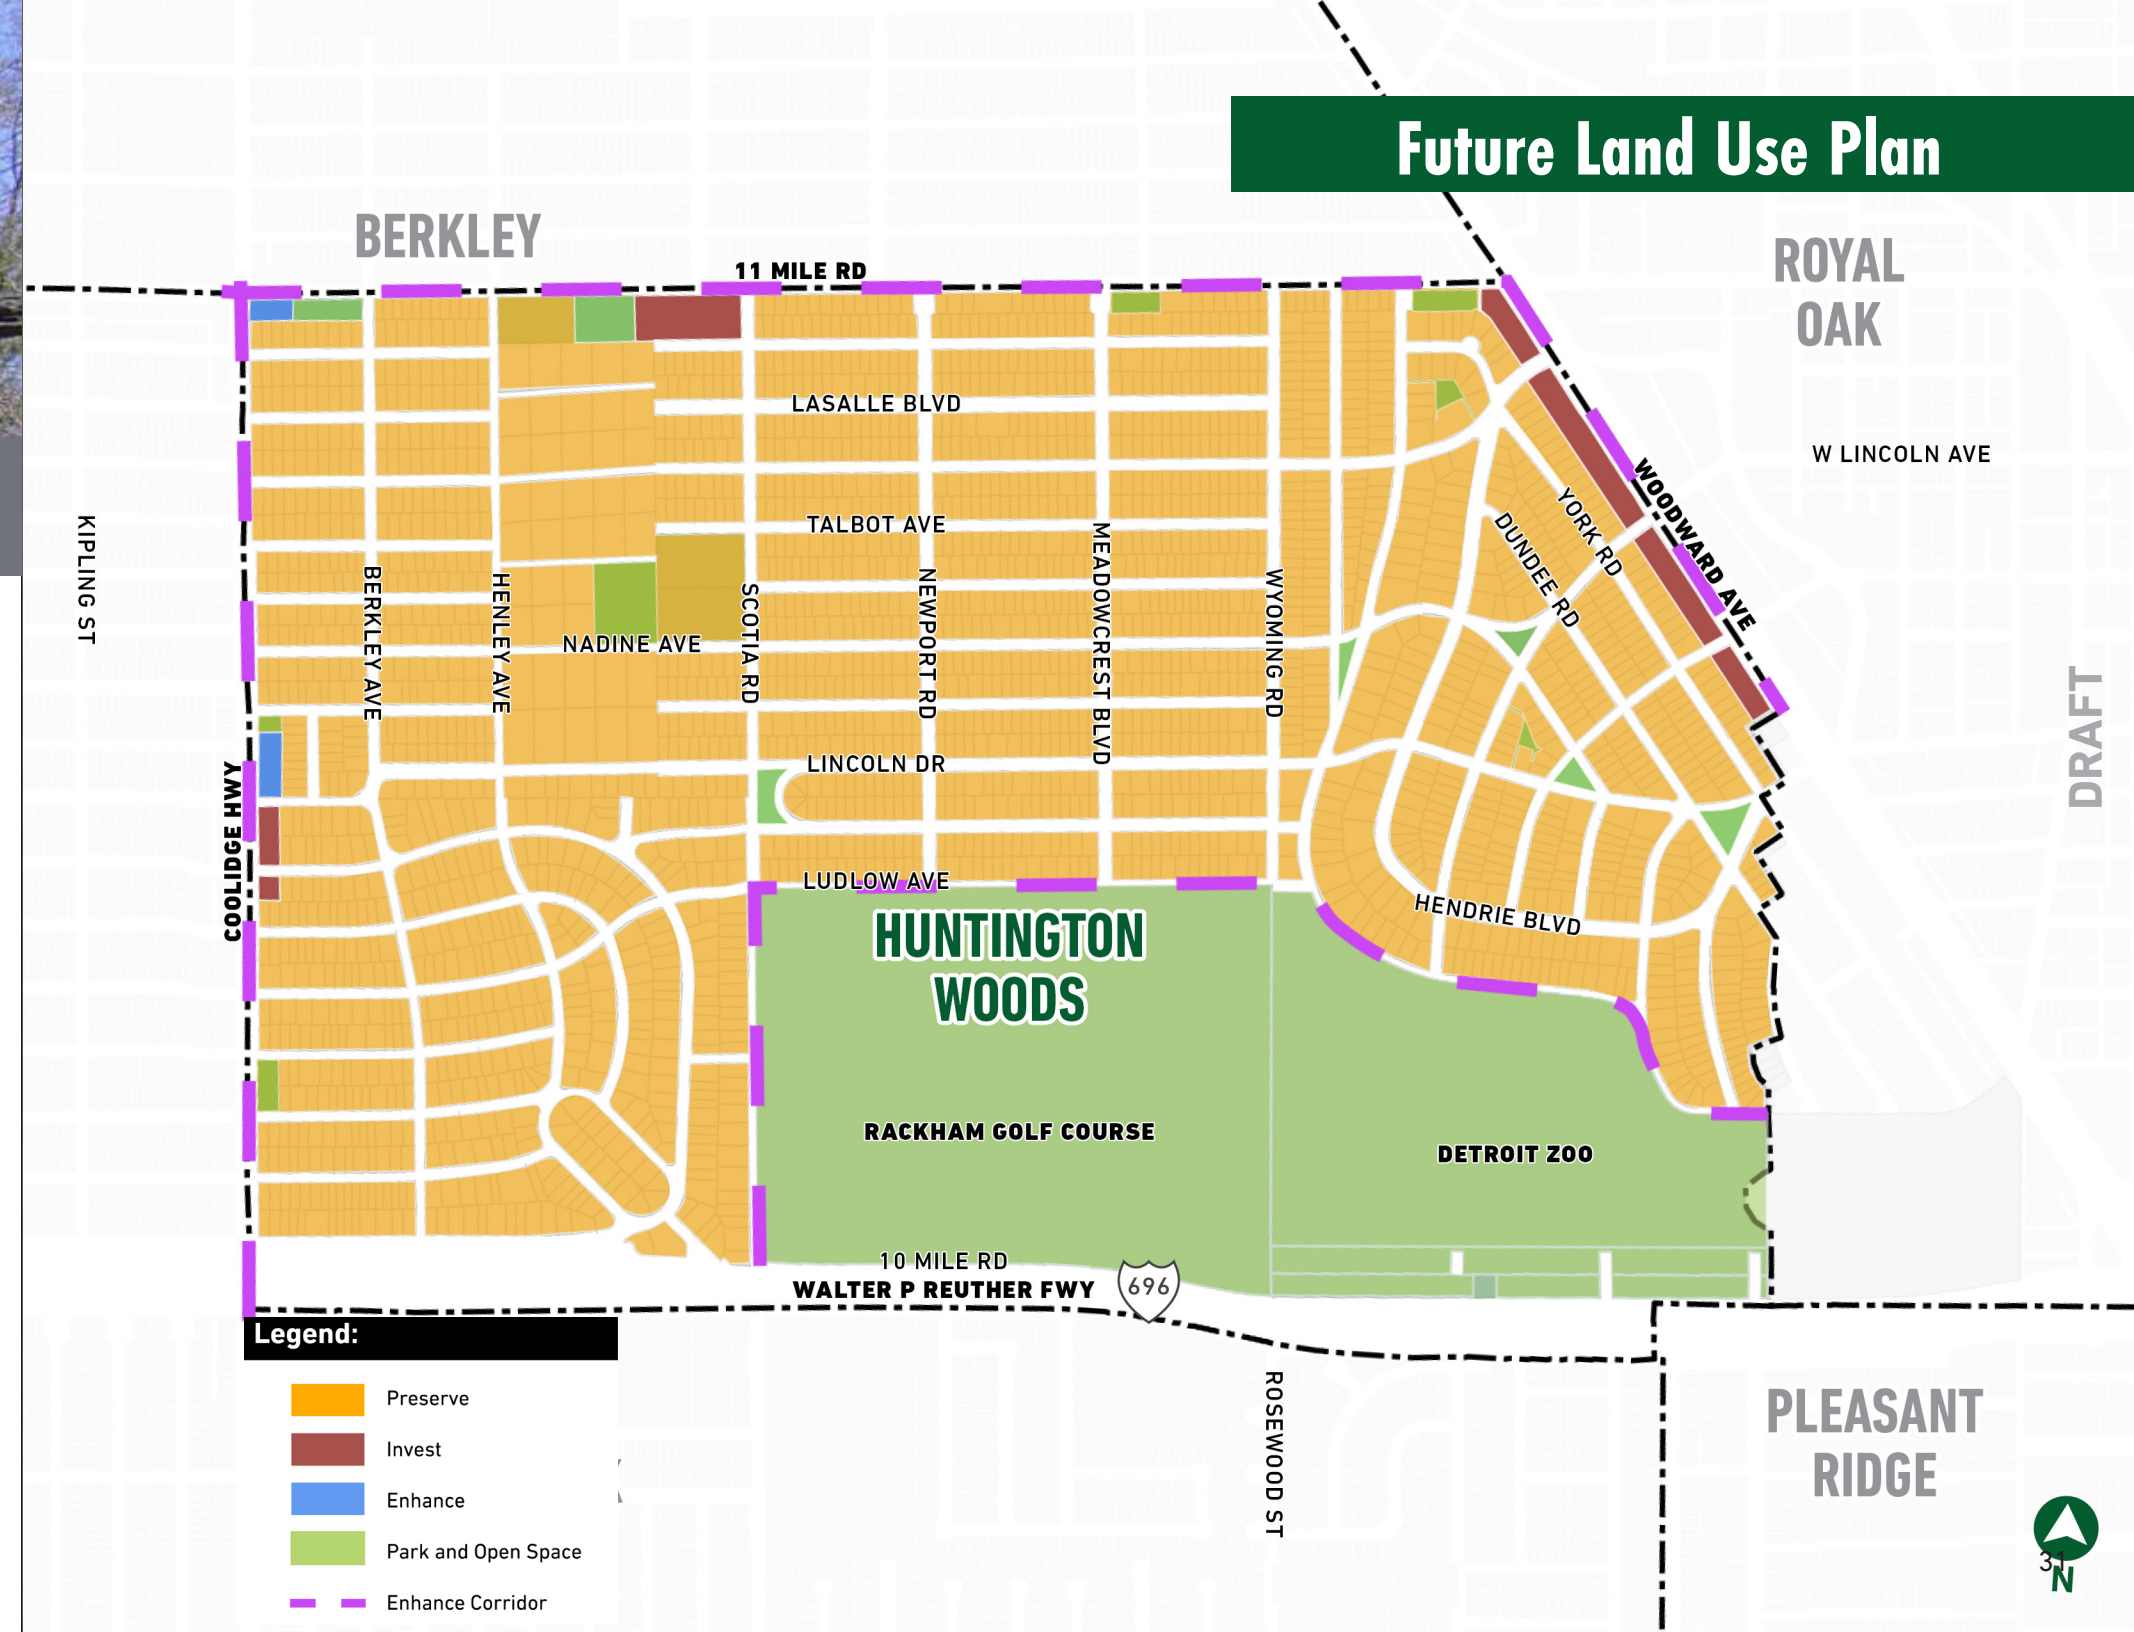 Future Land Use Plan
BERKLEY
ROYAL
OAK
11 MILE RD
LASALLE BLVD
W LINCOLN AVE
WOODWARD AVE
YORK RD
DUNDEE RD
TALBOT AVE
KIPLING ST
BERKLEY AVE
HENLEY AVE
NADINE AVE
SCOTIA RD
NEWPORT RD
MEADOWCREST BLVD
WYOMING RD
DRAFT
LINCOLN DR
COOLIDGE HWY
LUDLOW AVE
HENDRIE BLVD
HUNTINGTON
WOODS
RACKHAM GOLF COURSE
DETROIT ZOO
10 MILE RD
WALTER P REUTHER FWY
696
Legend:
Preserve
Invest
Enhance
Park and Open Space
Enhance Corridor
ROSEWOOD ST
PLEASANT
RIDGE
31
N